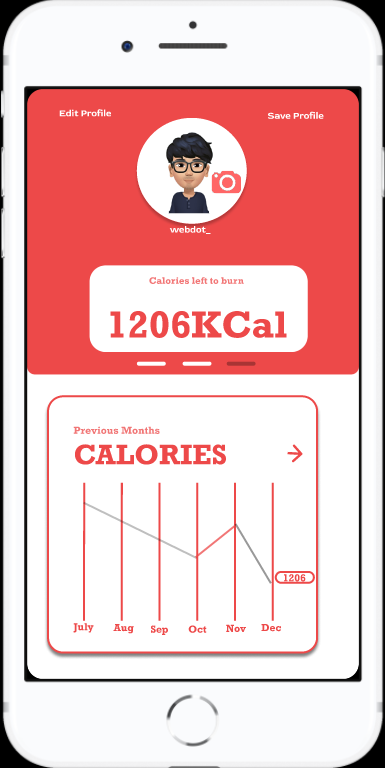 Edit Profile
Save Profile
webdot_
Calories left to burn
1206KCal
Previous Months
CALORIES
1206
July Aug Sep Oct Nov Dec